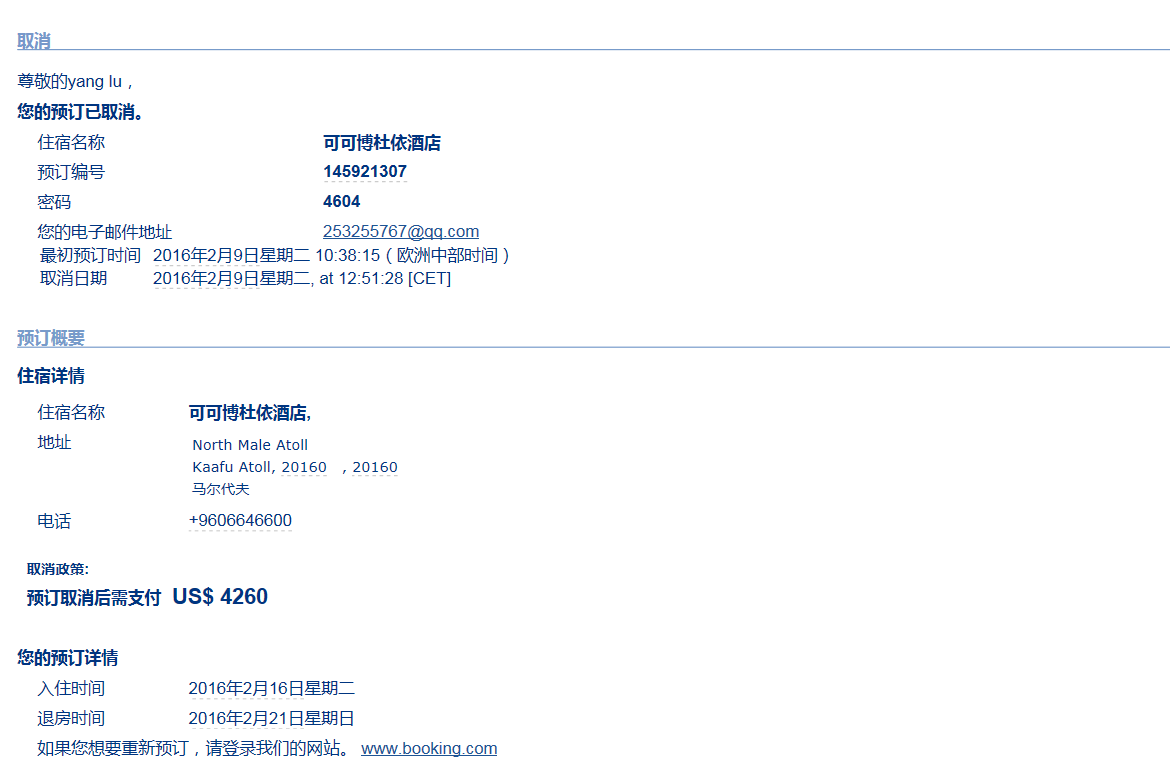 取消
尊敬的yang lu，
您的预订已取消。
住宿名称 可可博杜依酒店
预订编号 145921307
密码 4604
您的电子邮件地址 253255767@qq.com
最初预订时间 2016年2月9日星期二 10:38:15（欧洲中部时间）
取消日期 2016年2月9日星期二, at 12:51:28 [CET]
预订概要
住宿详情
住宿名称 可可博杜依酒店,
地址 North Male Atoll
Kaafu Atoll, 20160 , 20160
马尔代夫
电话 +9606646600
取消政策:
预订取消后需支付 US$ 4260
您的预订详情
入住时间 2016年2月16日星期二
退房时间 2016年2月21日星期日
如果您想要重新预订，请登录我们的网站。 www.booking.com